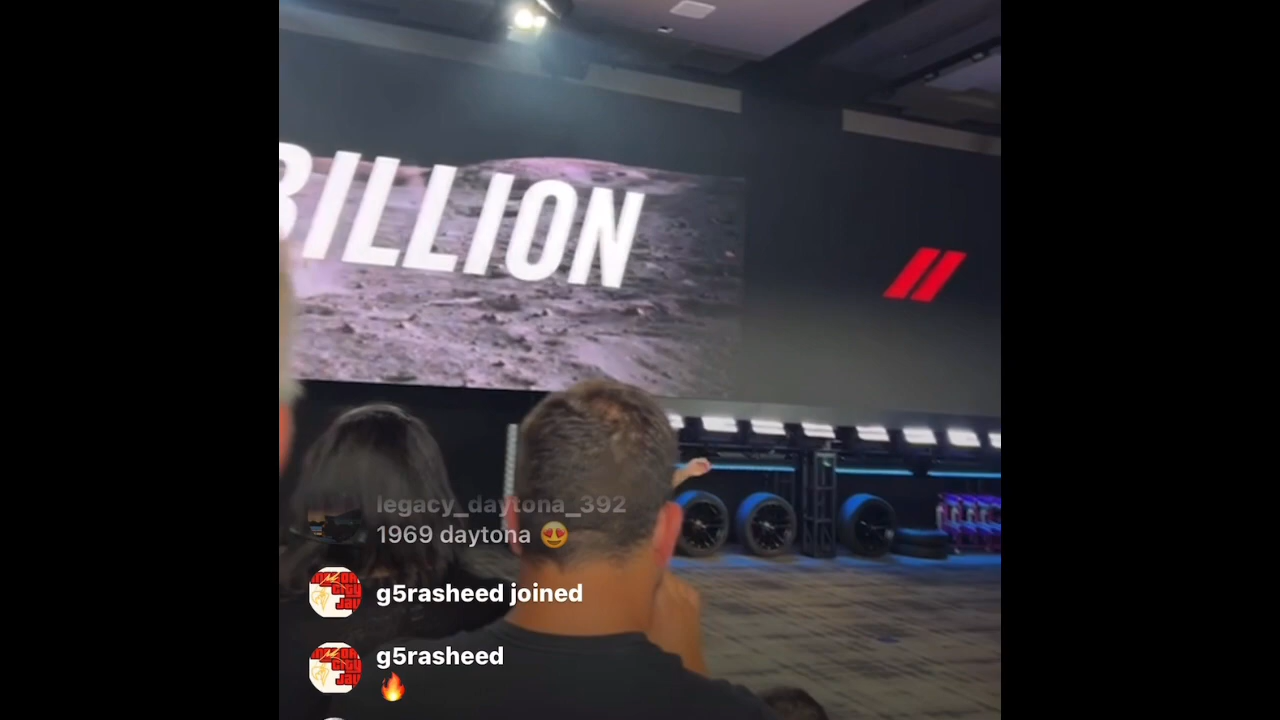 BILLION
legacy_daytona_392
1969 daytona 😍
g5rasheed joined
g5rasheed
🔥